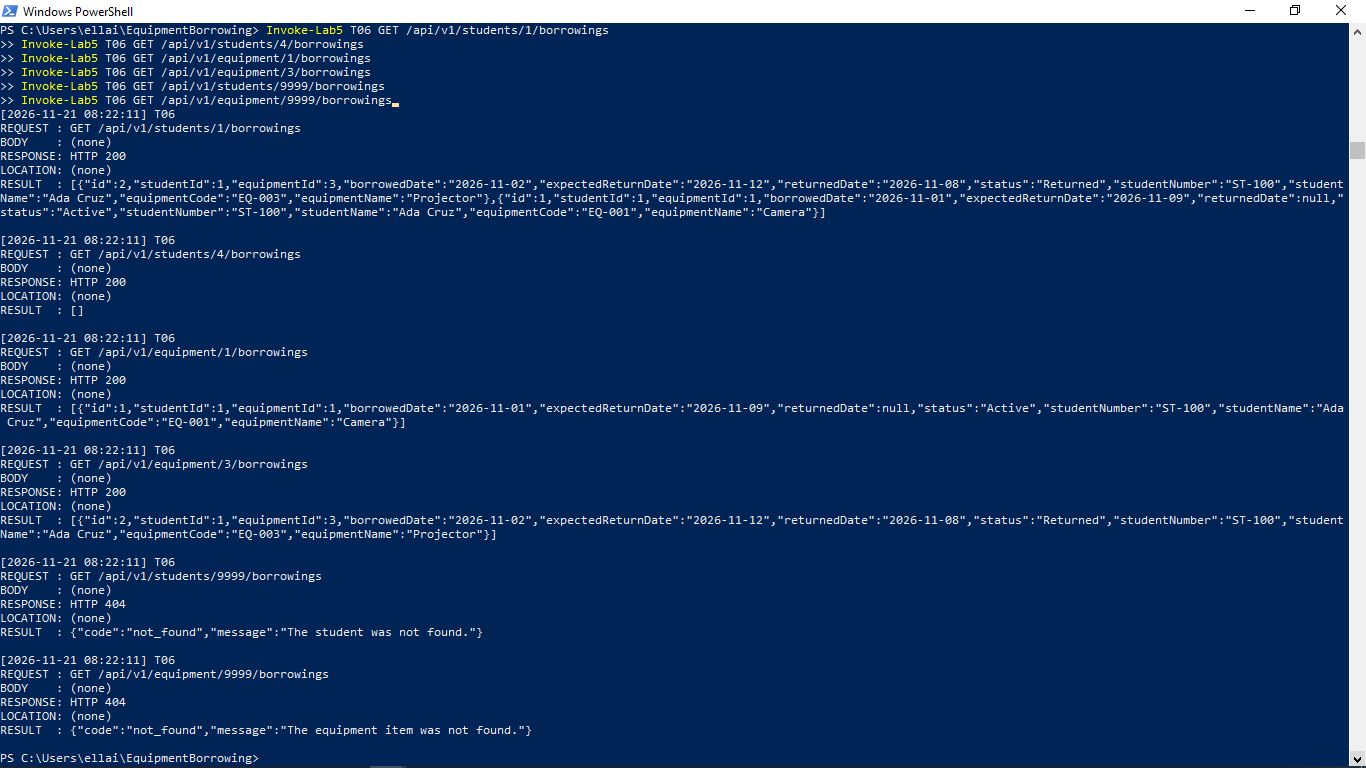 Windows PowerShell
PS C:\Users\ellai\EquipmentBorrowing> Invoke-Lab5 T06 GET /api/v1/students/1/borrowings
>> Invoke-Lab5 T06 GET /api/v1/students/4/borrowings
>> Invoke-Lab5 T06 GET /api/v1/equipment/1/borrowings
>> Invoke-Lab5 T06 GET /api/v1/equipment/3/borrowings
>> Invoke-Lab5 T06 GET /api/v1/students/9999/borrowings
>> Invoke-Lab5 T06 GET /api/v1/equipment/9999/borrowings
[2026-11-21 08:22:11] T06
REQUEST : GET /api/v1/students/1/borrowings
BODY    : (none)
RESPONSE: HTTP 200
LOCATION: (none)
RESULT  : [{"id":2,"studentId":1,"equipmentId":3,"borrowedDate":"2026-11-02","expectedReturnDate":"2026-11-12","returnedDate":"2026-11-08","status":"Returned","studentNumber":"ST-100","student
Name":"Ada Cruz","equipmentCode":"EQ-003","equipmentName":"Projector"},{"id":1,"studentId":1,"equipmentId":1,"borrowedDate":"2026-11-01","expectedReturnDate":"2026-11-09","returnedDate":null,"
status":"Active","studentNumber":"ST-100","studentName":"Ada Cruz","equipmentCode":"EQ-001","equipmentName":"Camera"}]
[2026-11-21 08:22:11] T06
REQUEST : GET /api/v1/students/4/borrowings
BODY    : (none)
RESPONSE: HTTP 200
LOCATION: (none)
RESULT  : []
[2026-11-21 08:22:11] T06
REQUEST : GET /api/v1/equipment/1/borrowings
BODY    : (none)
RESPONSE: HTTP 200
LOCATION: (none)
RESULT  : [{"id":1,"studentId":1,"equipmentId":1,"borrowedDate":"2026-11-01","expectedReturnDate":"2026-11-09","returnedDate":null,"status":"Active","studentNumber":"ST-100","studentName":"Ada
 Cruz","equipmentCode":"EQ-001","equipmentName":"Camera"}]
[2026-11-21 08:22:11] T06
REQUEST : GET /api/v1/equipment/3/borrowings
BODY    : (none)
RESPONSE: HTTP 200
LOCATION: (none)
RESULT  : [{"id":2,"studentId":1,"equipmentId":3,"borrowedDate":"2026-11-02","expectedReturnDate":"2026-11-12","returnedDate":"2026-11-08","status":"Returned","studentNumber":"ST-100","student
Name":"Ada Cruz","equipmentCode":"EQ-003","equipmentName":"Projector"}]
[2026-11-21 08:22:11] T06
REQUEST : GET /api/v1/students/9999/borrowings
BODY    : (none)
RESPONSE: HTTP 404
LOCATION: (none)
RESULT  : {"code":"not_found","message":"The student was not found."}
[2026-11-21 08:22:11] T06
REQUEST : GET /api/v1/equipment/9999/borrowings
BODY    : (none)
RESPONSE: HTTP 404
LOCATION: (none)
RESULT  : {"code":"not_found","message":"The equipment item was not found."}
PS C:\Users\ellai\EquipmentBorrowing>